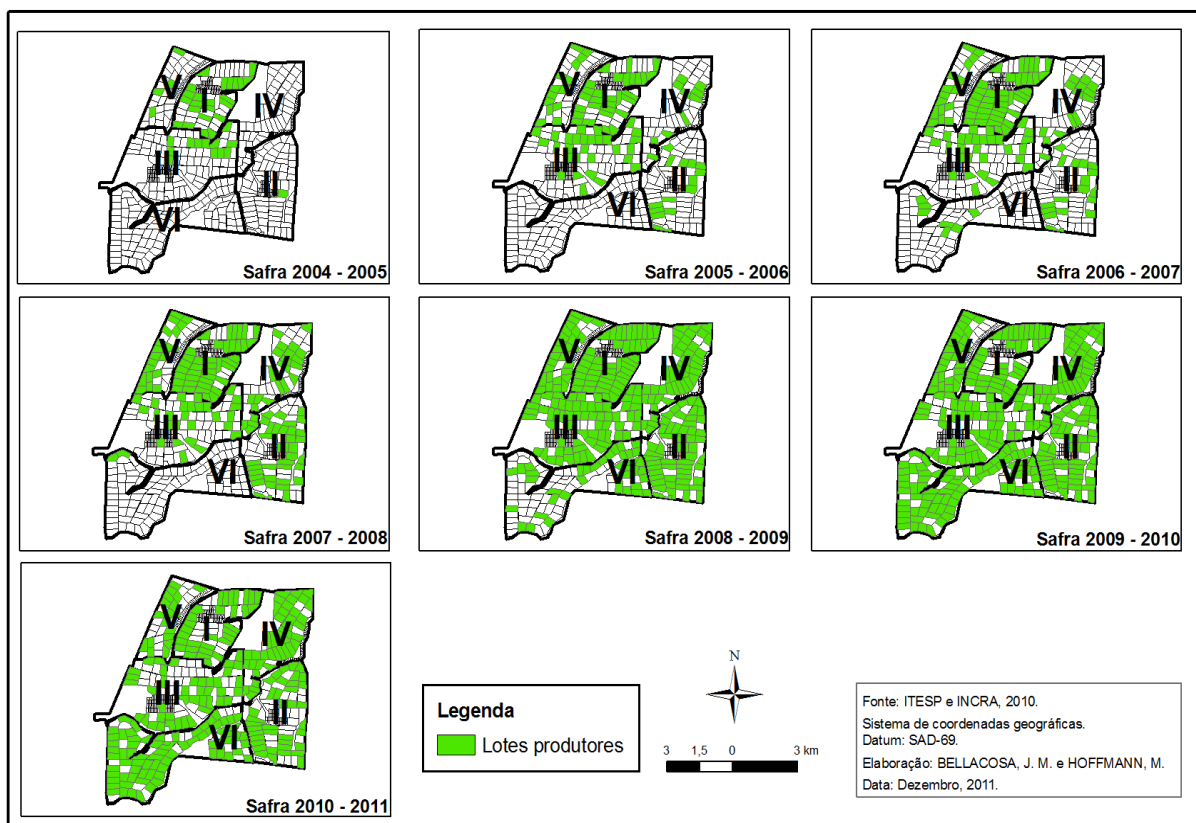 V
I
IV
III
II
VI
Safra 2004 - 2005
V
I
IV
III
II
VI
Safra 2005 - 2006
V
I
IV
III
II
VI
Safra 2006 - 2007
V
I
IV
III
II
VI
Safra 2007 - 2008
V
I
IV
III
II
VI
Safra 2008 - 2009
V
I
IV
III
II
VI
Safra 2009 - 2010
V
I
IV
III
II
VI
Safra 2010 - 2011
Legenda
Lotes produtores
N
3 1,5 0 3 km
Fonte: ITESP e INCRA, 2010.
Sistema de coordenadas geográficas.
Datum: SAD-69.
Elaboração: BELLACOSA, J. M. e HOFFMANN, M.
Data: Dezembro, 2011.